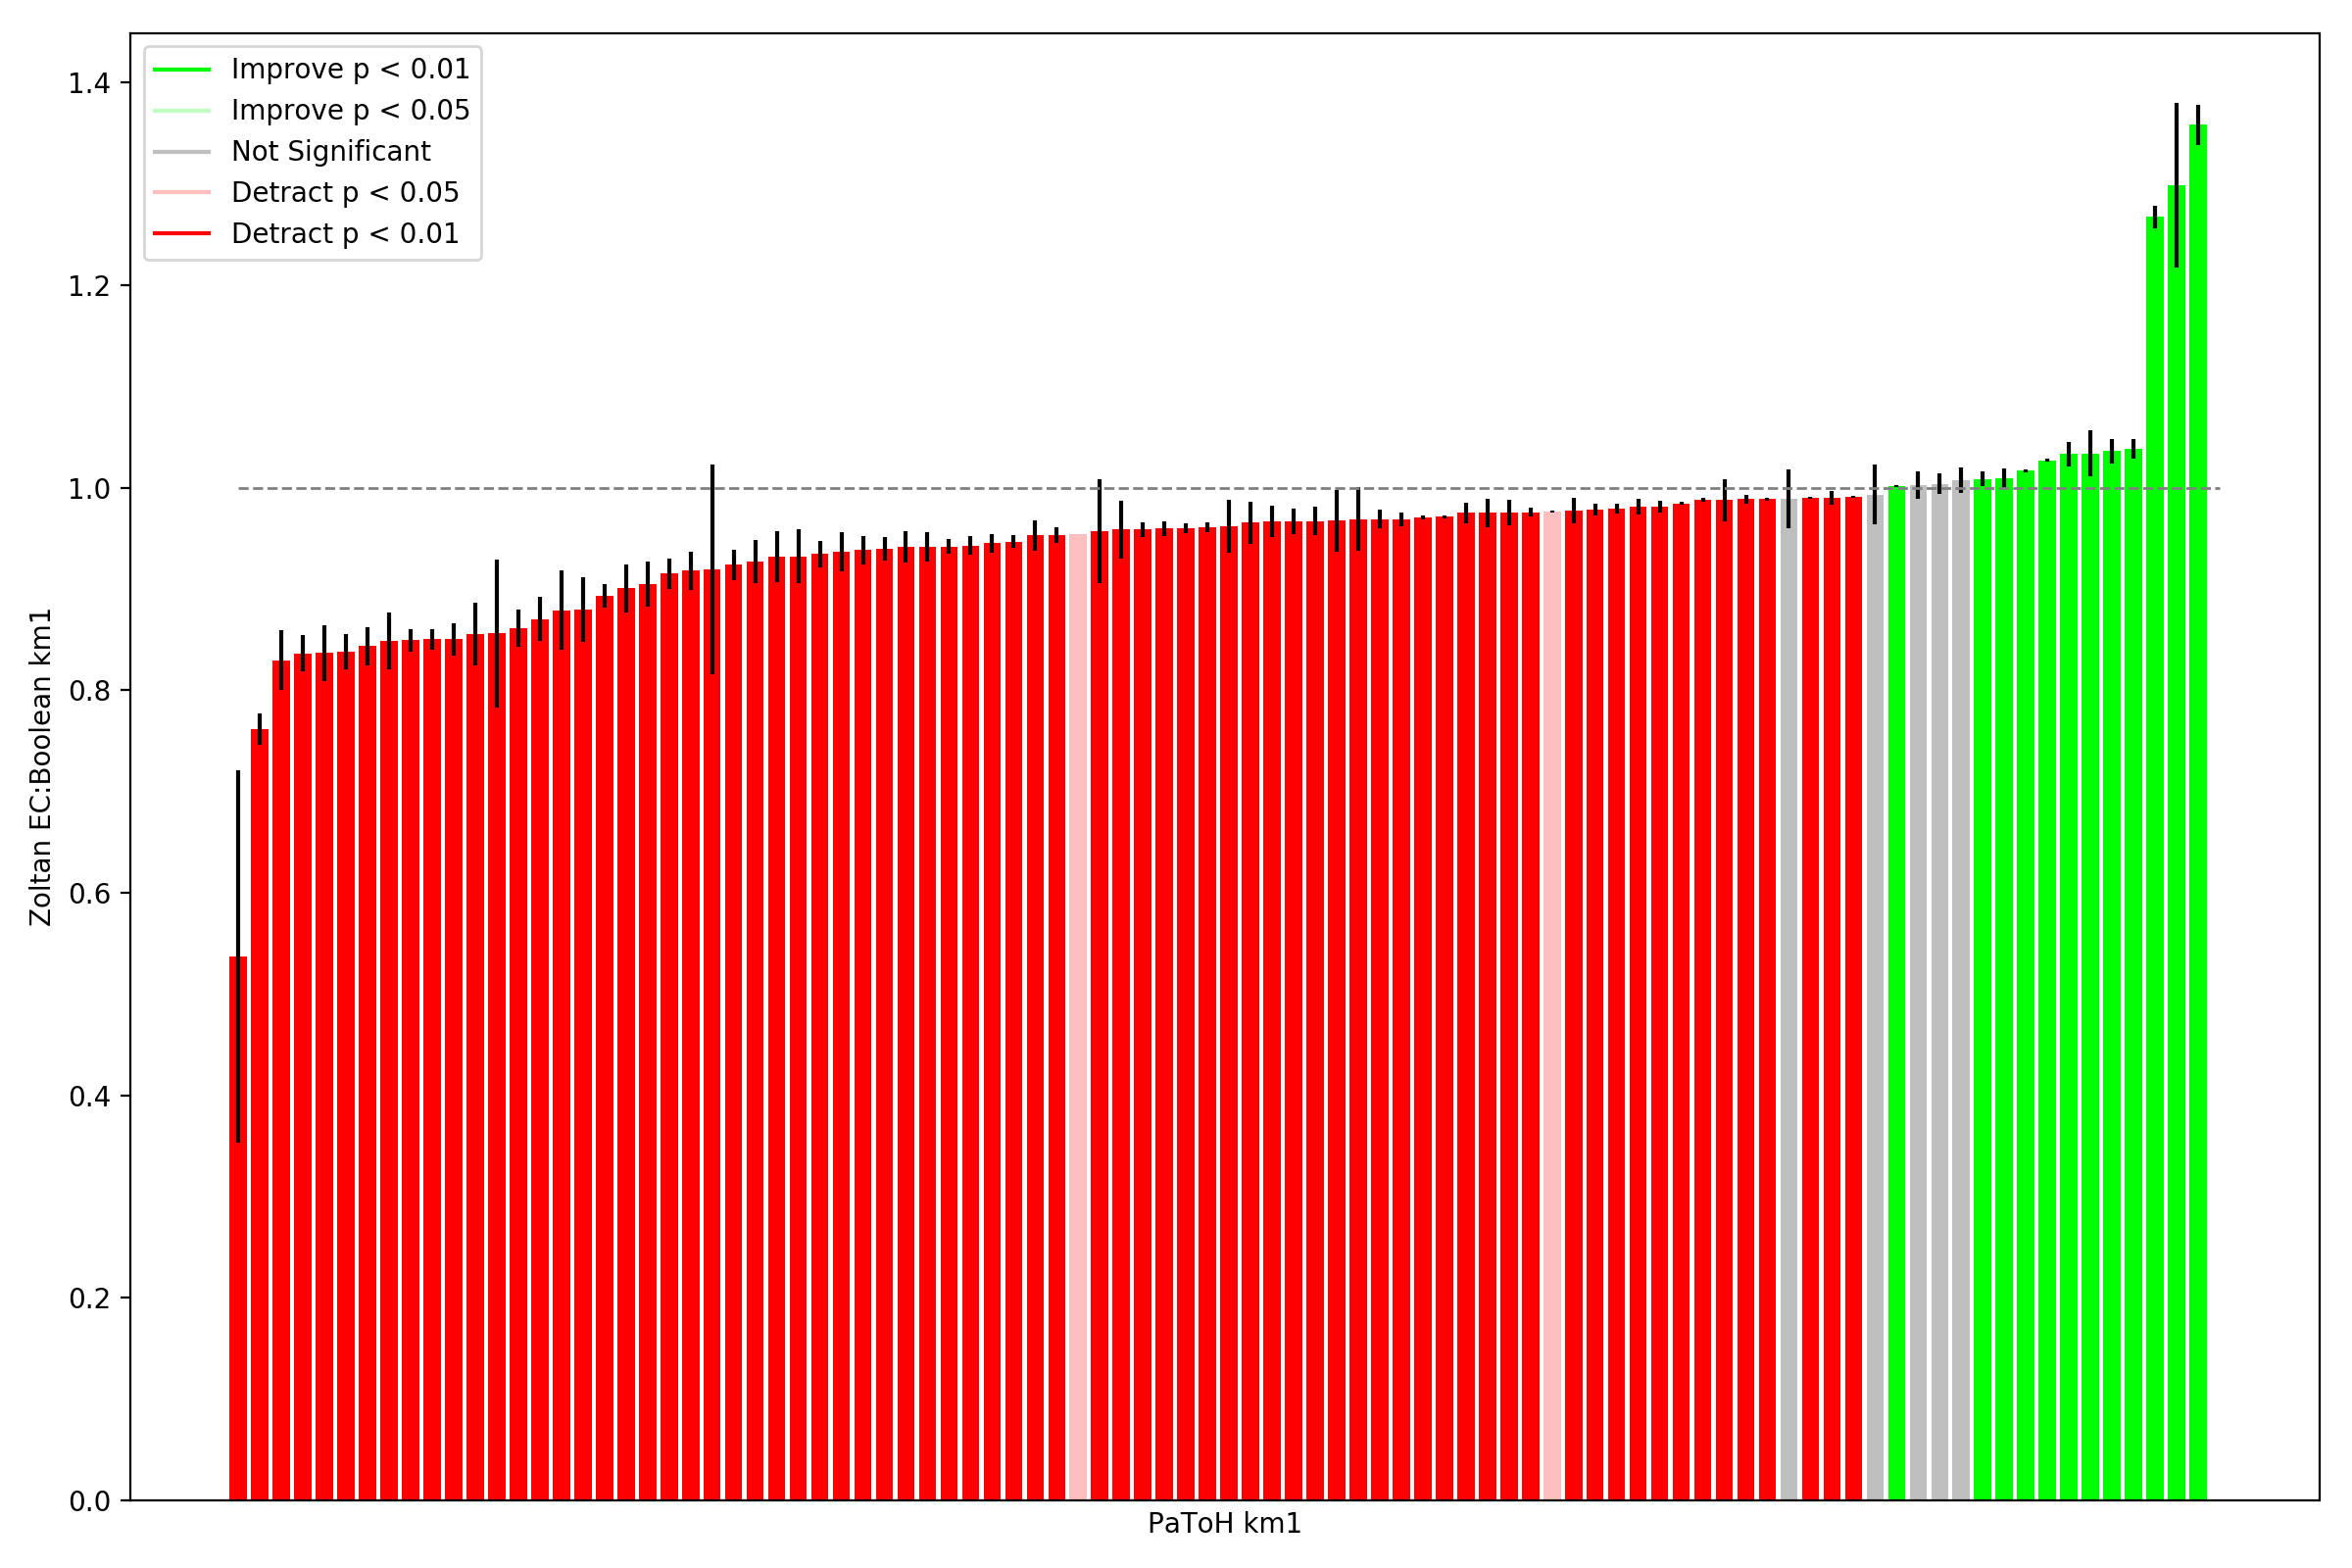 Improve p < 0.01
Improve p < 0.05
Not Significant
Detract p < 0.05
Detract p < 0.01
1.4
1.2
1.0
0.8
0.6
0.4
0.2
0.0
Zoltan EC:Boolean km1
PaToH km1